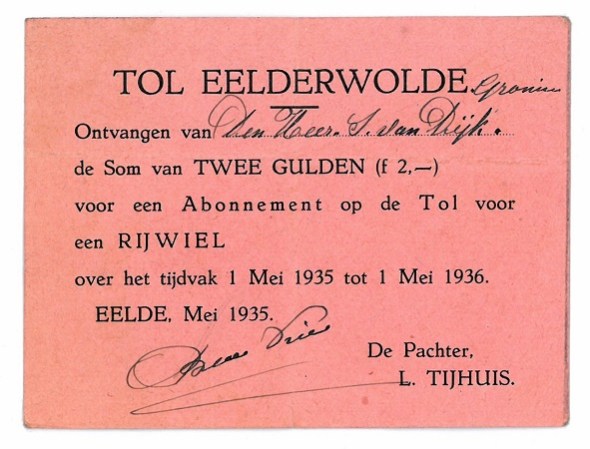 TOL EELDERWOLDE
Ontvangen van Den Heer. S. van Dijk.
de Som van TWEE GULDEN (f 2,—)
voor een Abonnement op de Tol voor
een RIJWIEL
over het tijdvak 1 Mei 1935 tot 1 Mei 1936.
EELDE, Mei 1935.
De Pachter,
L. TIJHUIS.